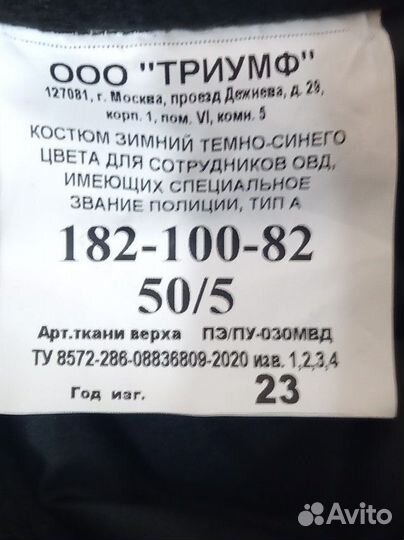 ООО "ТРИУМФ"
127081, г. Москва, проезд Дежнева, д. 29,
корп. 1, пом. VI, комн. 5
КОСТЮМ ЗИМНИЙ ТЕМНО-СИНЕГО
ЦВЕТА ДЛЯ СОТРУДНИКОВ ОВД,
ИМЕЮЩИХ СПЕЦИАЛЬНОЕ
ЗВАНИЕ ПОЛИЦИИ, ТИП А
182-100-82
50/5
Арт.ткани верха ПЭ/ПУ-030МВД
ТУ 8572-286-08836809-2020 изв. 1,2,3,4
Год изг. 23
Avito